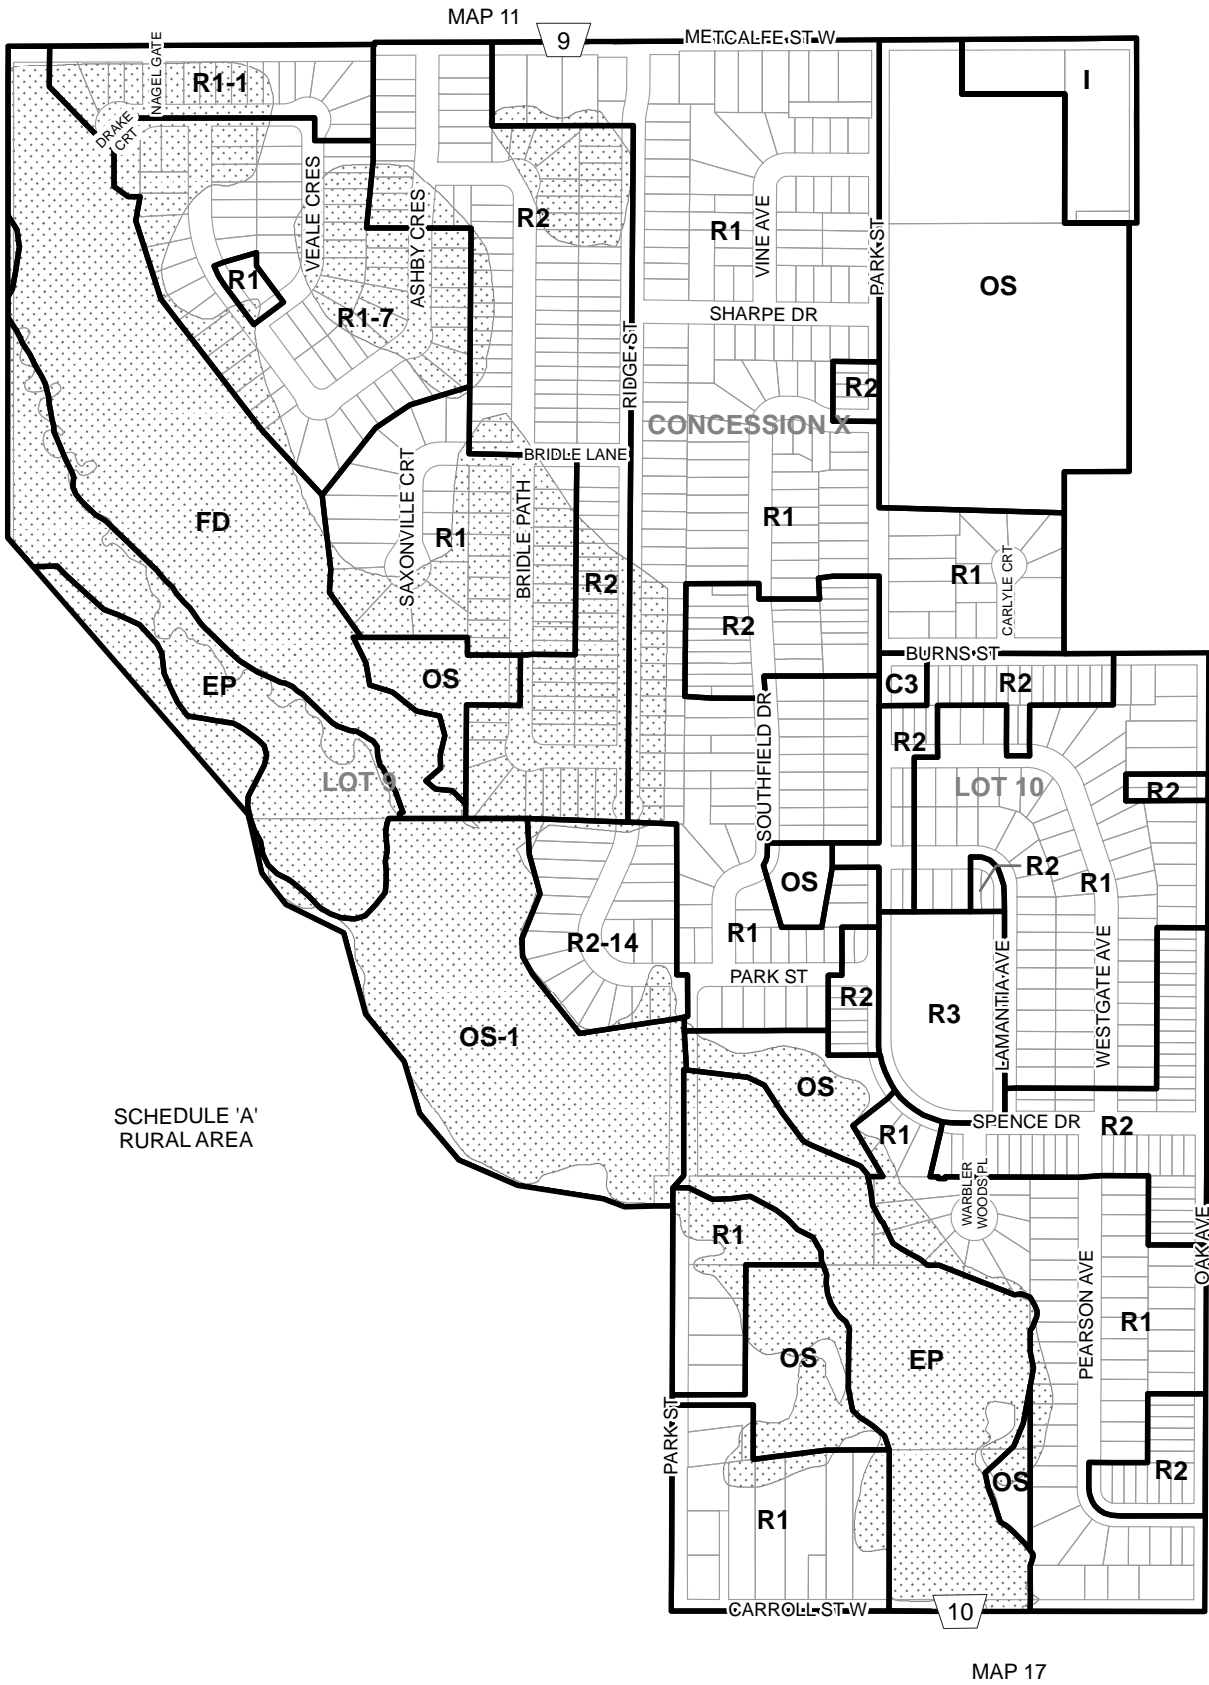 MAP 11
9
METCALFE ST W
NAGEL GATE
R1-1
I
DRAKE
CRT
VEALE CRES
ASHBY CRES
R2
R1
VINE AVE
PARK ST
R1
OS
R1-7
SHARPE DR
RIDGE ST
R2
CONCESSION X
BRIDLE LANE
SAXONVILLE CRT
BRIDLE PATH
FD
R1
R1
R2
R1
CARLYLE CRT
R2
BURNS ST
EP
OS
C3
R2
SOUTHFIELD DR
R2
LOT 9
LOT 10
R2
R2
OS
R1
R2-14
R1
PARK ST
R2
R3
LAMANTIA AVE
WESTGATE AVE
OS-1
OS
SCHEDULE 'A'
RURAL AREA
R1
SPENCE DR
R2
WARBLER
WOODS PL
R1
OAK AVE
PEARSON AVE
R1
OS
EP
PARK ST
OS
R2
R1
CARROLL ST W
10
MAP 17